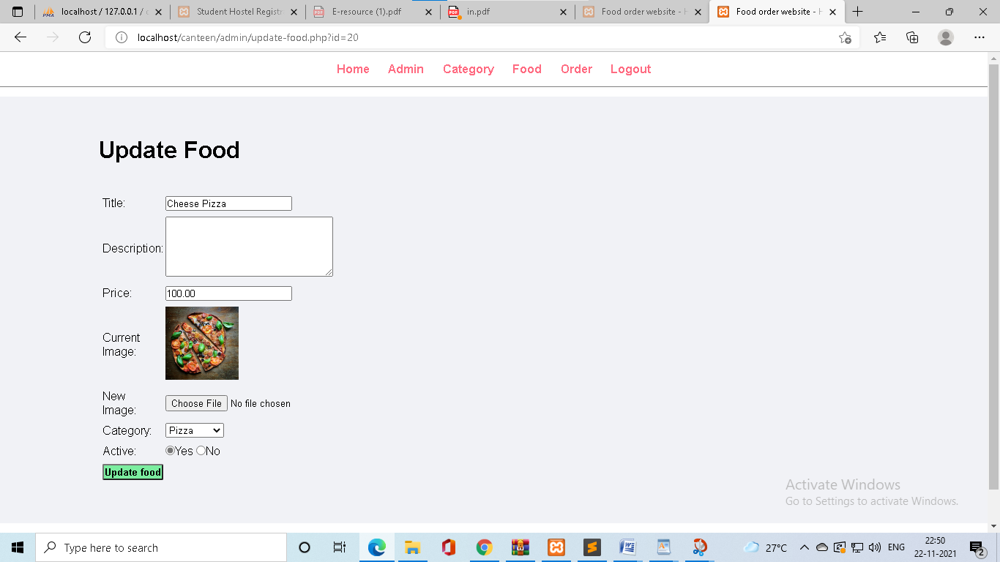 localhost / 127.0.0.1 /
Student Hostel Registr
E-resource (1).pdf
in.pdf
Food order website - H
Food order website - H
localhost/canteen/admin/update-food.php?id=20
Home Admin Category Food Order Logout
Update Food
Title: Cheese Pizza
Description:
Price: 100.00
Current
Image:
New
Image: Choose File No file chosen
Category: Pizza
Active: Yes No
Update food
Activate Windows
Go to Settings to activate Windows.
Type here to search
27°C
ENG
22:50
22-11-2021
2